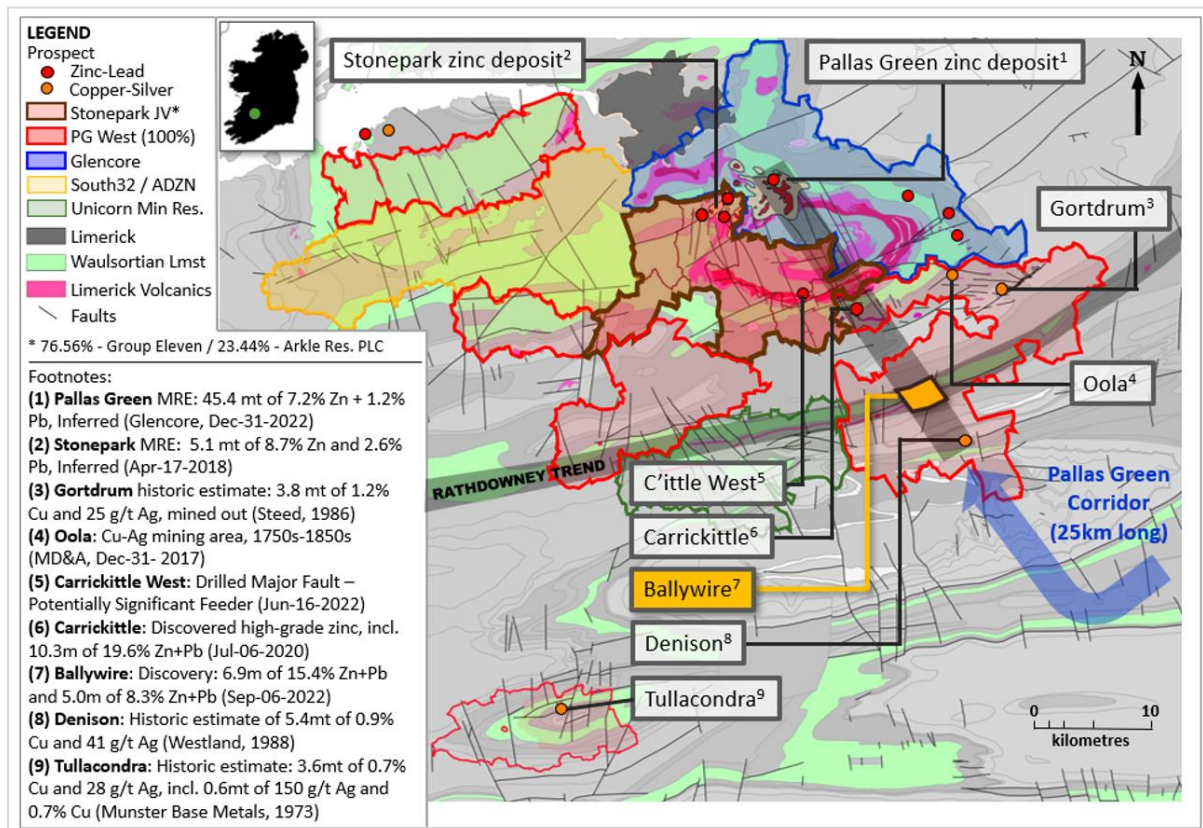 LEGEND
Prospect
Zinc-Lead
Copper-Silver
Stonepark JV*
PG West (100%)
Glencore
South32 / ADZN
Unicorn Min Res.
Limerick
Waulsortian Lmst
Limerick Volcanics
Faults
* 76.56% - Group Eleven / 23.44% - Arkle Res. PLC
Footnotes:
(1) Pallas Green MRE: 45.4 mt of 7.2% Zn + 1.2%
Pb, Inferred (Glencore, Dec-31-2022)
(2) Stonepark MRE:  5.1 mt of 8.7% Zn and 2.6%
Pb, Inferred (Apr-17-2018)
(3) Gortdrum historic estimate: 3.8 mt of 1.2%
Cu and 25 g/t Ag, mined out (Steed, 1986)
(4) Oola: Cu-Ag mining area, 1750s-1850s
(MD&A, Dec-31- 2017)
(5) Carrickittle West: Drilled Major Fault –
Potentially Significant Feeder (Jun-16-2022)
(6) Carrickittle: Discovered high-grade zinc, incl.
10.3m of 19.6% Zn+Pb (Jul-06-2020)
(7) Ballywire: Discovery: 6.9m of 15.4% Zn+Pb
and 5.0m of 8.3% Zn+Pb (Sep-06-2022)
(8) Denison: Historic estimate of 5.4mt of 0.9%
Cu and 41 g/t Ag (Westland, 1988)
(9) Tullacondra: Historic estimate: 3.6mt of 0.7%
Cu and 28 g/t Ag, incl. 0.6mt of 150 g/t Ag and
0.7% Cu (Munster Base Metals, 1973)
Stonepark zinc deposit²
Pallas Green zinc deposit¹
N
Gortdrum³
Oola⁴
RATHDOWNEY TREND
C'ittle West⁵
Carrickittle⁶
Ballywire⁷
Denison⁸
Tullacondra⁹
Pallas Green
Corridor
(25km long)
0 10
kilometres